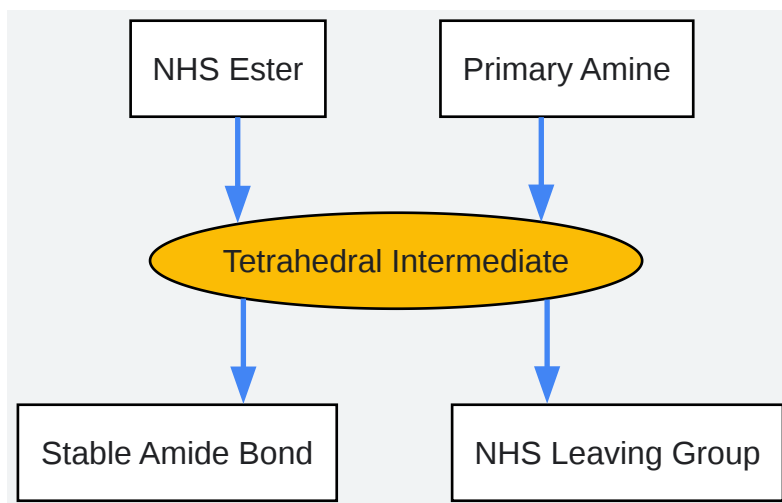 NHS Ester
Primary Amine
Tetrahedral Intermediate
Stable Amide Bond
NHS Leaving Group